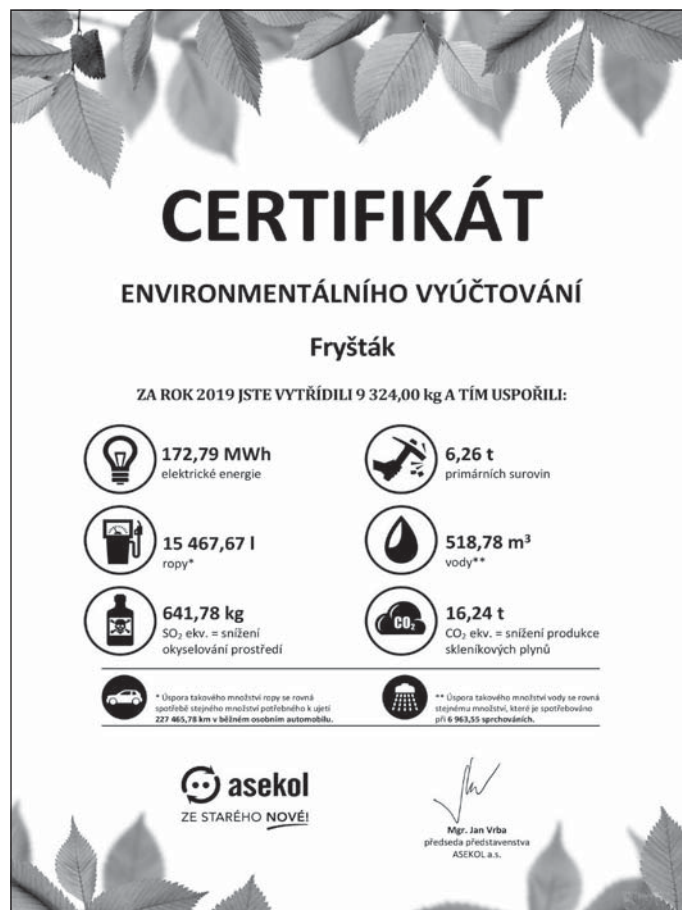 CERTIFIKÁT
ENVIRONMENTÁLNÍHO VYÚČTOVÁNÍ
Fryšták
ZA ROK 2019 JSTE VYTŘÍDILI 9 324,00 kg A TÍM USPOŘILI:
172,79 MWh
elektrické energie
6,26 t
primárních surovin
15 467,67 l
ropy*
518,78 m³
vody**
641,78 kg
SO₂ ekv. = snížení
okyselování prostředí
CO₂
16,24 t
CO₂ ekv. = snížení produkce
skleníkových plynů
* Úspora takového množství ropy se rovná
spotřebě stejného množství potřebného k ujetí
227 465,78 km v běžném osobním automobilu.
** Úspora takového množství vody se rovná
stejnému množství, které je spotřebováno
při 6 963,55 sprchováních.
asekol
ZE STARÉHO NOVÉ!
Mgr. Jan Vrba
předseda představenstva
ASEKOL a.s.